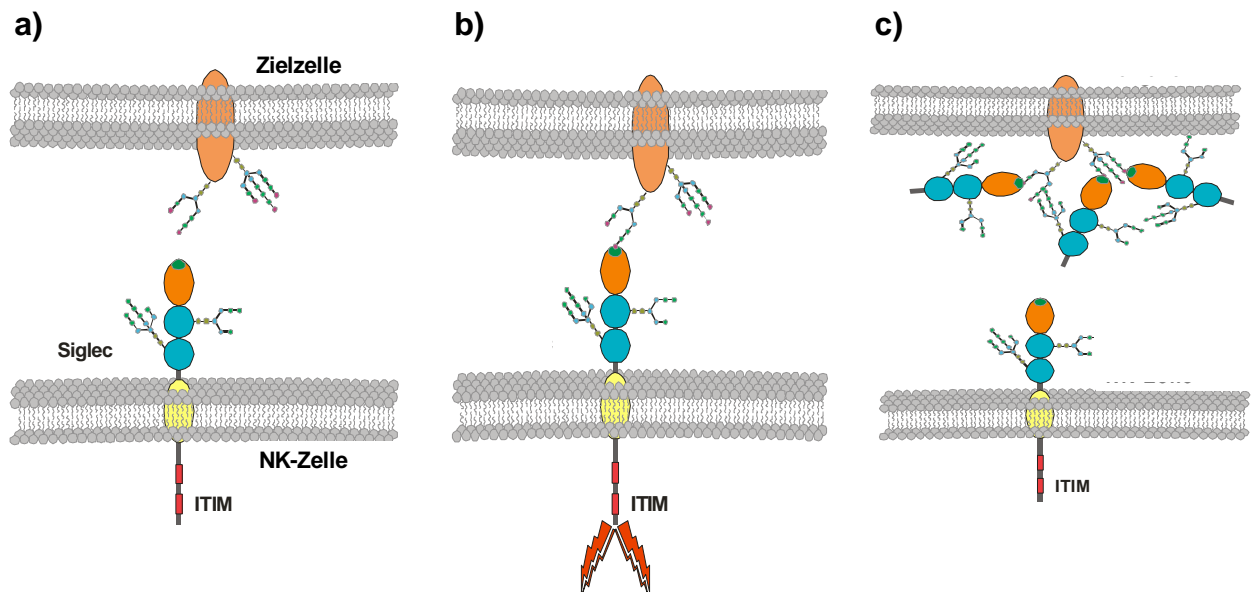 a)
b)
c)
Zielzelle
Siglec
NK-Zelle
ITIM
ITIM
ITIM